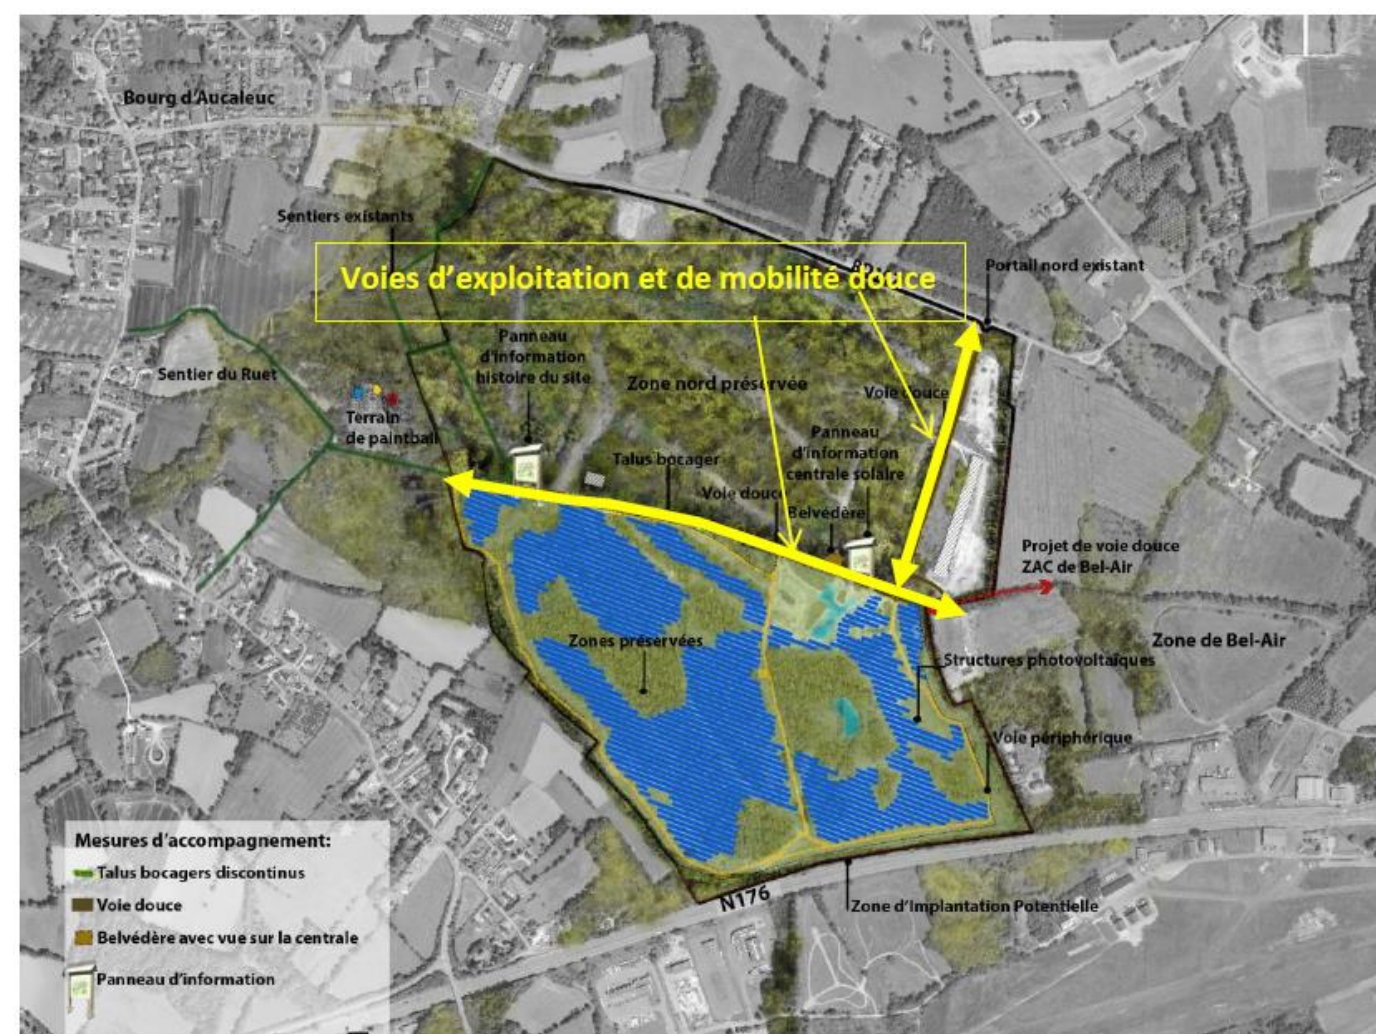 Bourg d'Aucaleuc
Sentiers existants
Voies d'exploitation et de mobilité douce
Portail nord existant
Panneau
d'information
histoire du site
Sentier du Ruet
Zone nord préservée
Voie douce
Terrain
de paintball
Panneau
d'information
centrale solaire
Talus bocager
Voie douce
Belvédère
Projet de voie douce
ZAC de Bel-Air
Zones préservées
Zone de Bel-Air
Structures photovoltaïques
Voie périphérique
Mesures d'accompagnement:
Talus bocagers discontinus
Voie douce
Belvédère avec vue sur la centrale
Panneau d'information
N176
Zone d'Implantation Potentielle